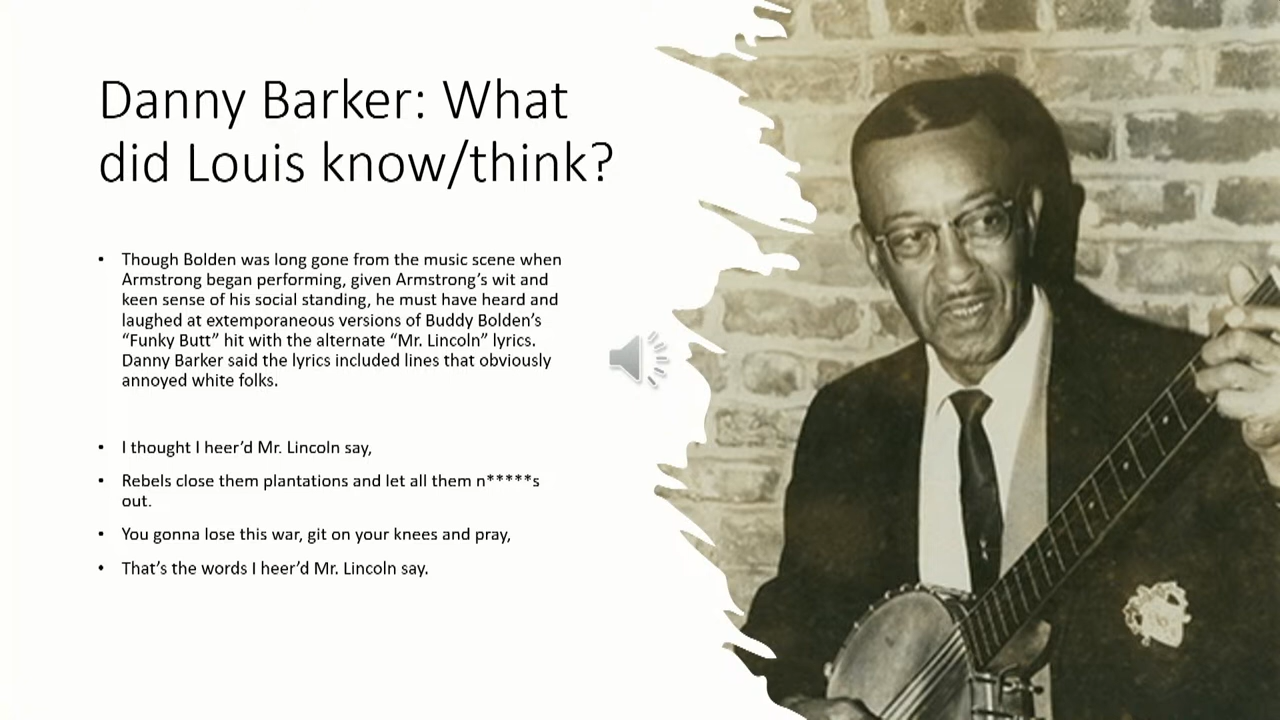 Danny Barker: What
did Louis know/think?
• Though Bolden was long gone from the music scene when
Armstrong began performing, given Armstrong’s wit and
keen sense of his social standing, he must have heard and
laughed at extemporaneous versions of Buddy Bolden’s
“Funky Butt” hit with the alternate “Mr. Lincoln” lyrics.
Danny Barker said the lyrics included lines that obviously
annoyed white folks.
• I thought I heer’d Mr. Lincoln say,
• Rebels close them plantations and let all them n*****s
out.
• You gonna lose this war, git on your knees and pray,
• That’s the words I heer’d Mr. Lincoln say.